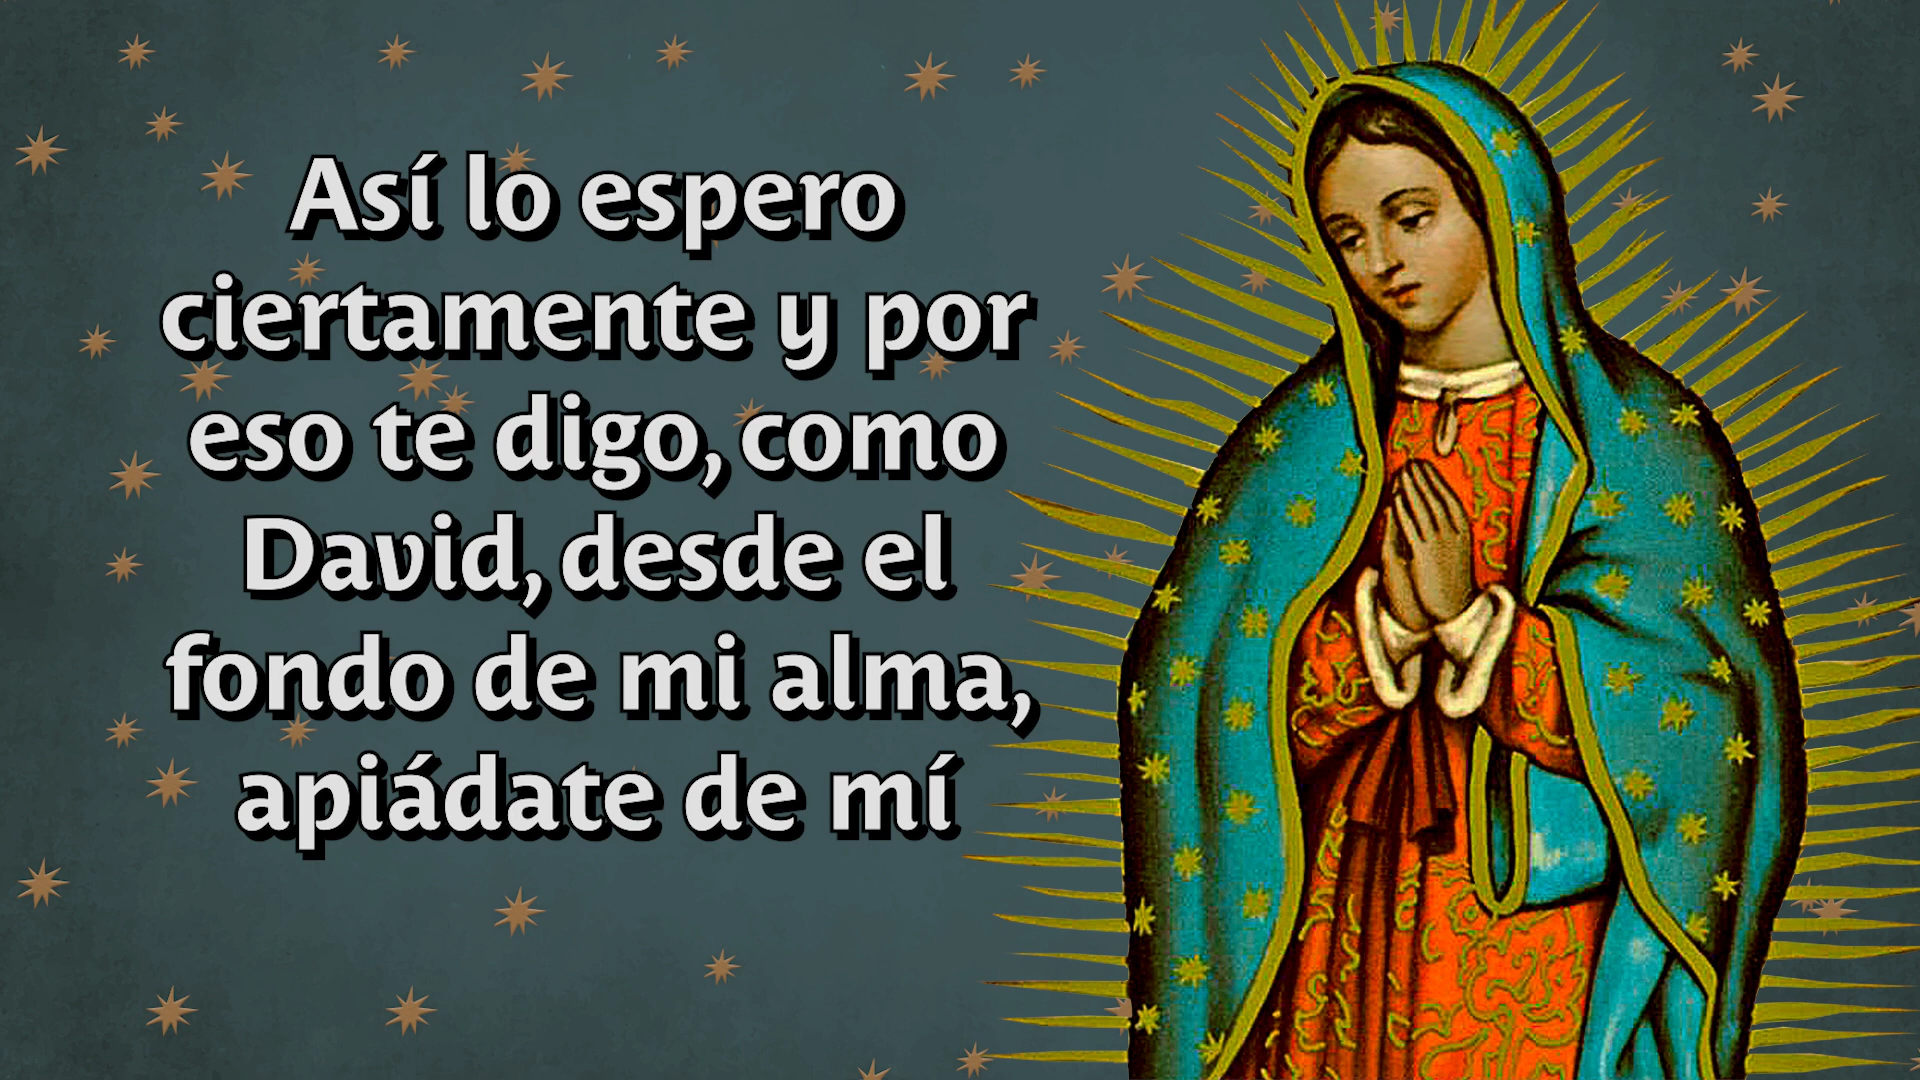 Así lo espero
ciertamente y por
eso te digo, como
David, desde el
fondo de mi alma,
apiádate de mí